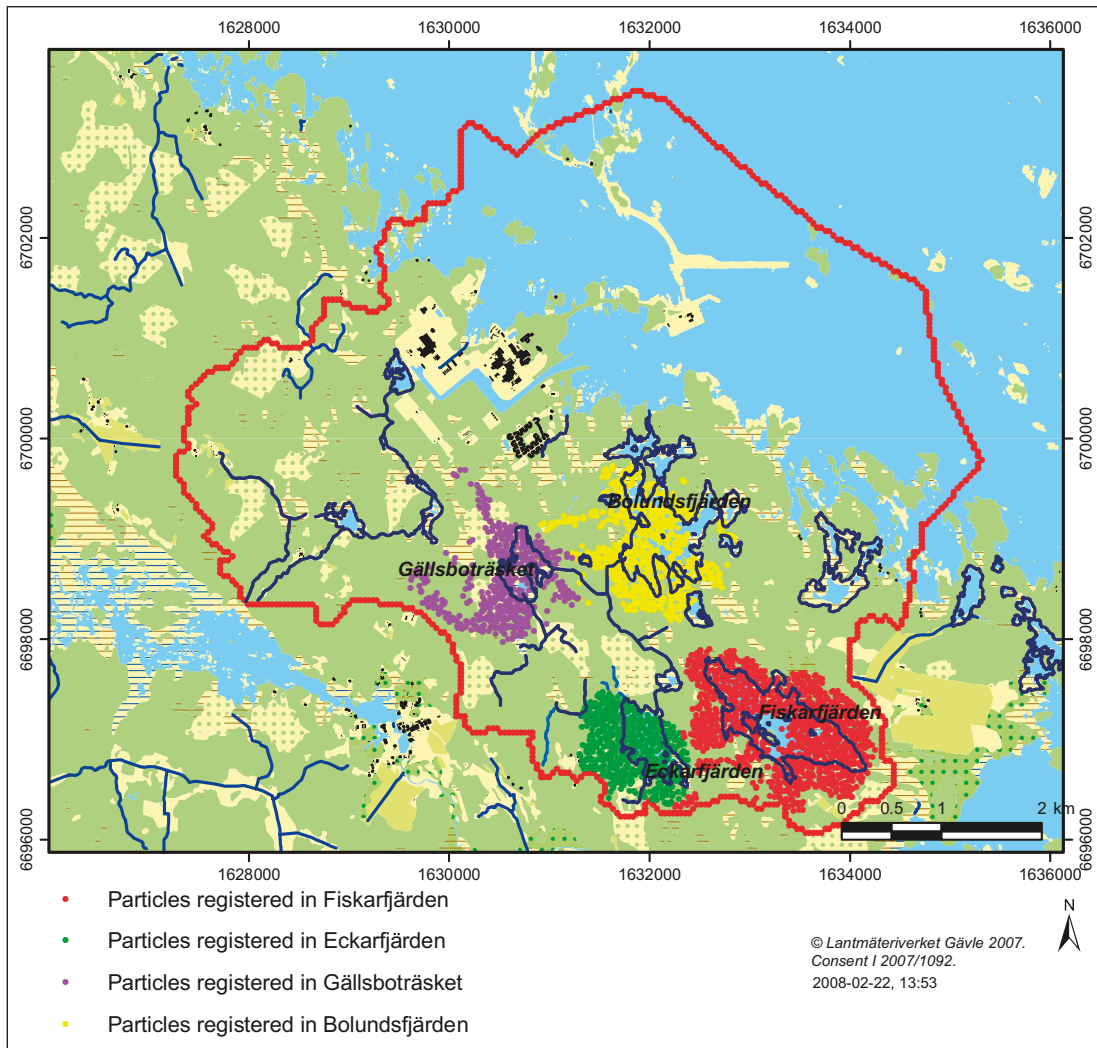 1628000 1630000 1632000 1634000 1636000
6702000 6702000
6700000 6700000
Bolundsfjärden
Gällsboträsket
6698000 6698000
Fiskarfjärden
Eckarfjärden
0 0.5 1 2 km
6696000 6696000
1628000 1630000 1632000 1634000 1636000
Particles registered in Fiskarfjärden
Particles registered in Eckarfjärden
Particles registered in Gällsboträsket
Particles registered in Bolundsfjärden
N
© Lantmäteriverket Gävle 2007.
Consent I 2007/1092.
2008-02-22, 13:53